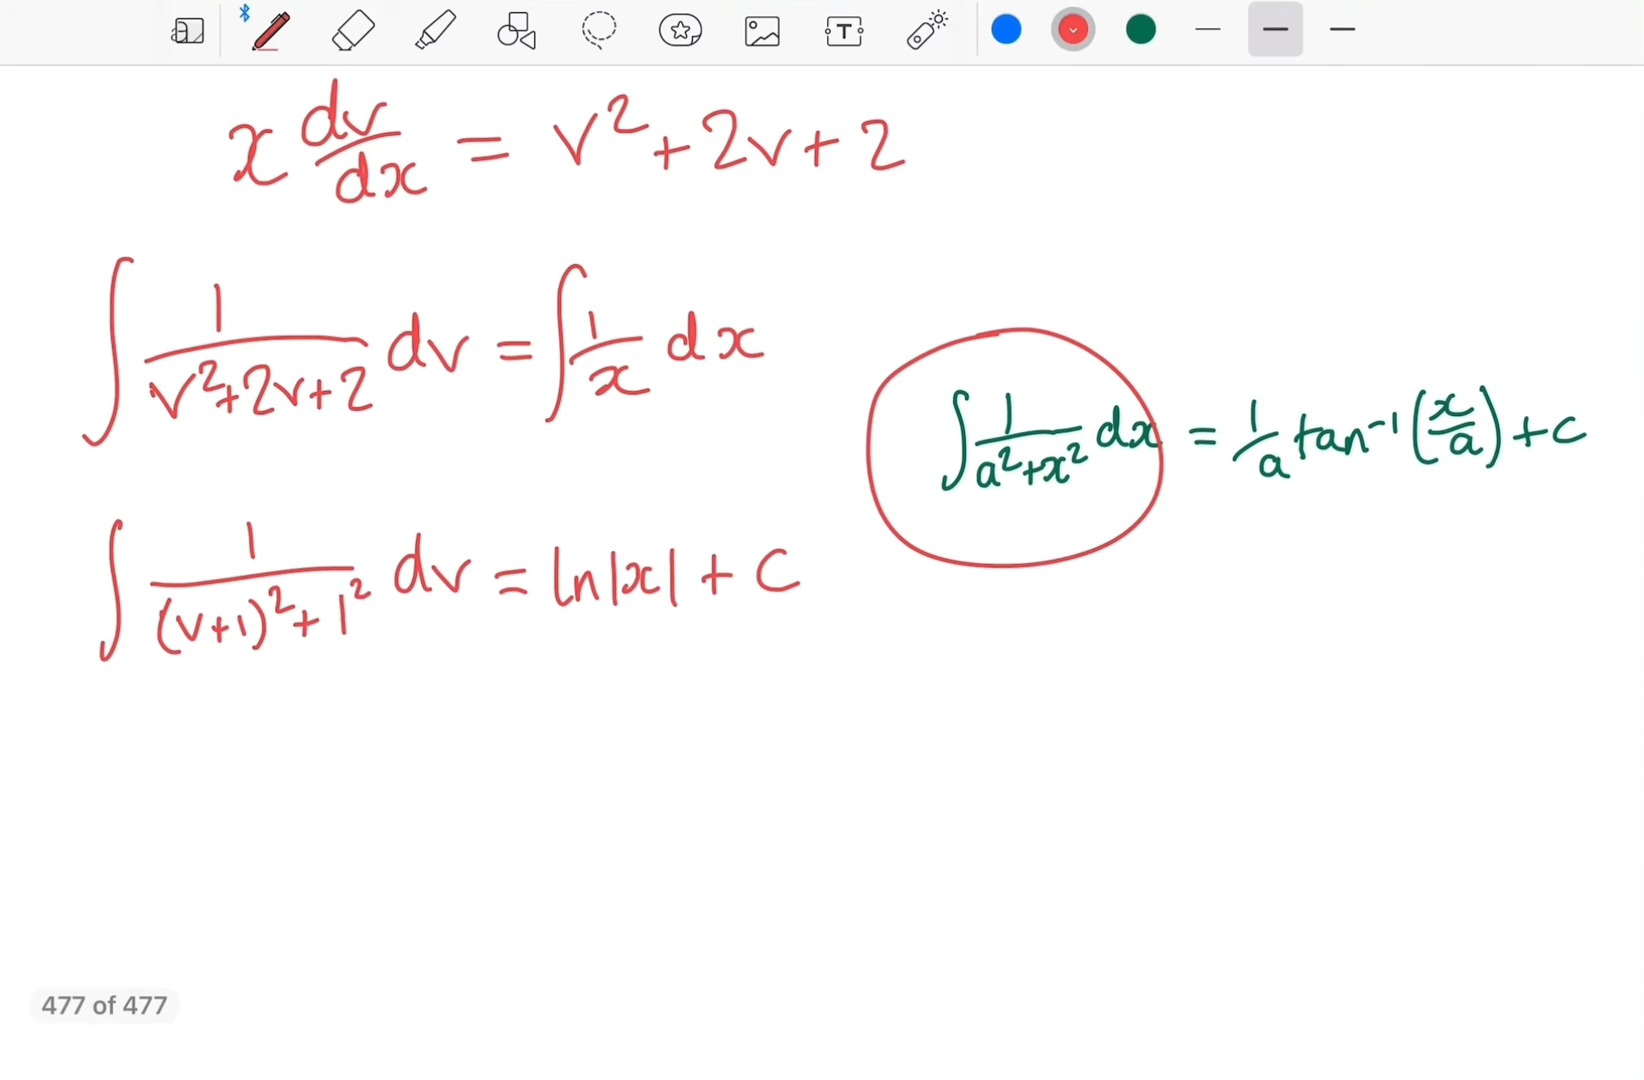 x dv/dx = v²+2v+2
∫ 1/(v²+2v+2) dv = ∫ 1/x dx
∫ 1/(a²+x²) dx = 1/a tan⁻¹(x/a)+c
∫ 1/((v+1)²+1²) dv = ln|x| + C
477 of 477